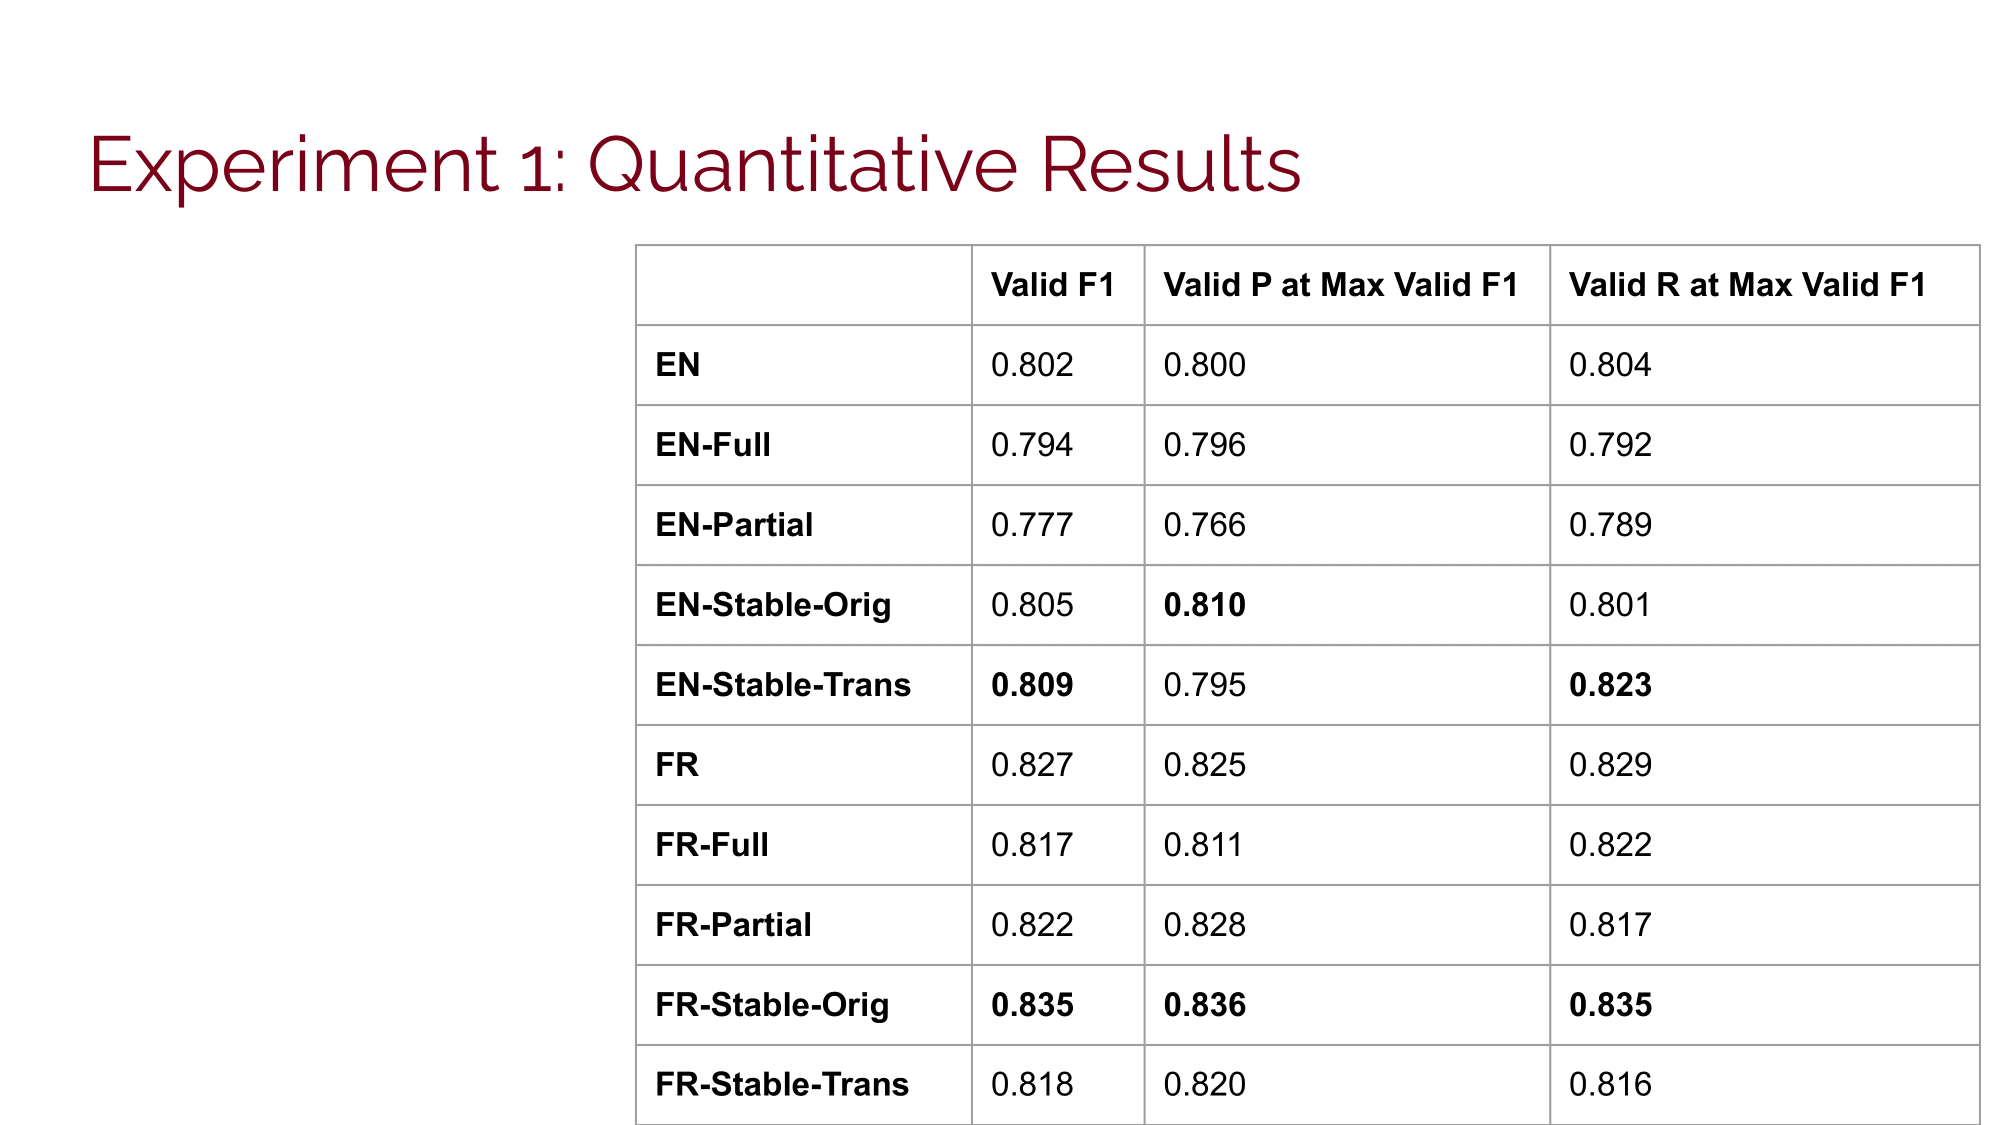 Experiment 1: Quantitative Results
Valid F1 Valid P at Max Valid F1 Valid R at Max Valid F1
EN 0.802 0.800 0.804
EN-Full 0.794 0.796 0.792
EN-Partial 0.777 0.766 0.789
EN-Stable-Orig 0.805 0.810 0.801
EN-Stable-Trans 0.809 0.795 0.823
FR 0.827 0.825 0.829
FR-Full 0.817 0.811 0.822
FR-Partial 0.822 0.828 0.817
FR-Stable-Orig 0.835 0.836 0.835
FR-Stable-Trans 0.818 0.820 0.816